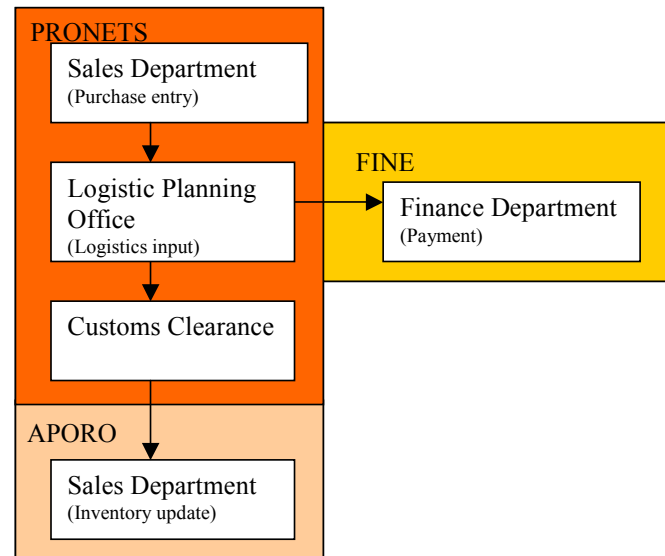 PRONETS
Sales Department
(Purchase entry)
Logistic Planning
Office
(Logistics input)
FINE
Finance Department
(Payment)
Customs Clearance
APORO
Sales Department
(Inventory update)